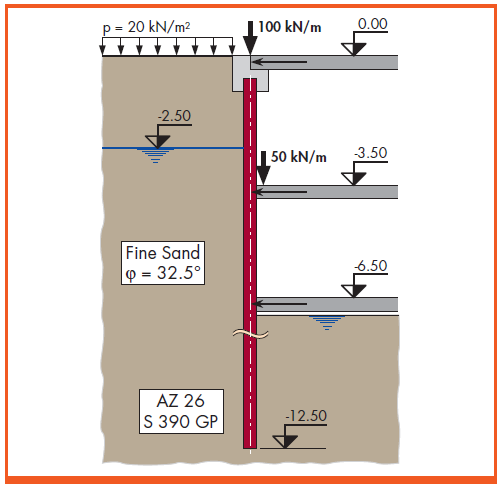 p = 20 kN/m²
100 kN/m
0.00
-2.50
50 kN/m
-3.50
Fine Sand
φ = 32.5°
-6.50
AZ 26
S 390 GP
-12.50